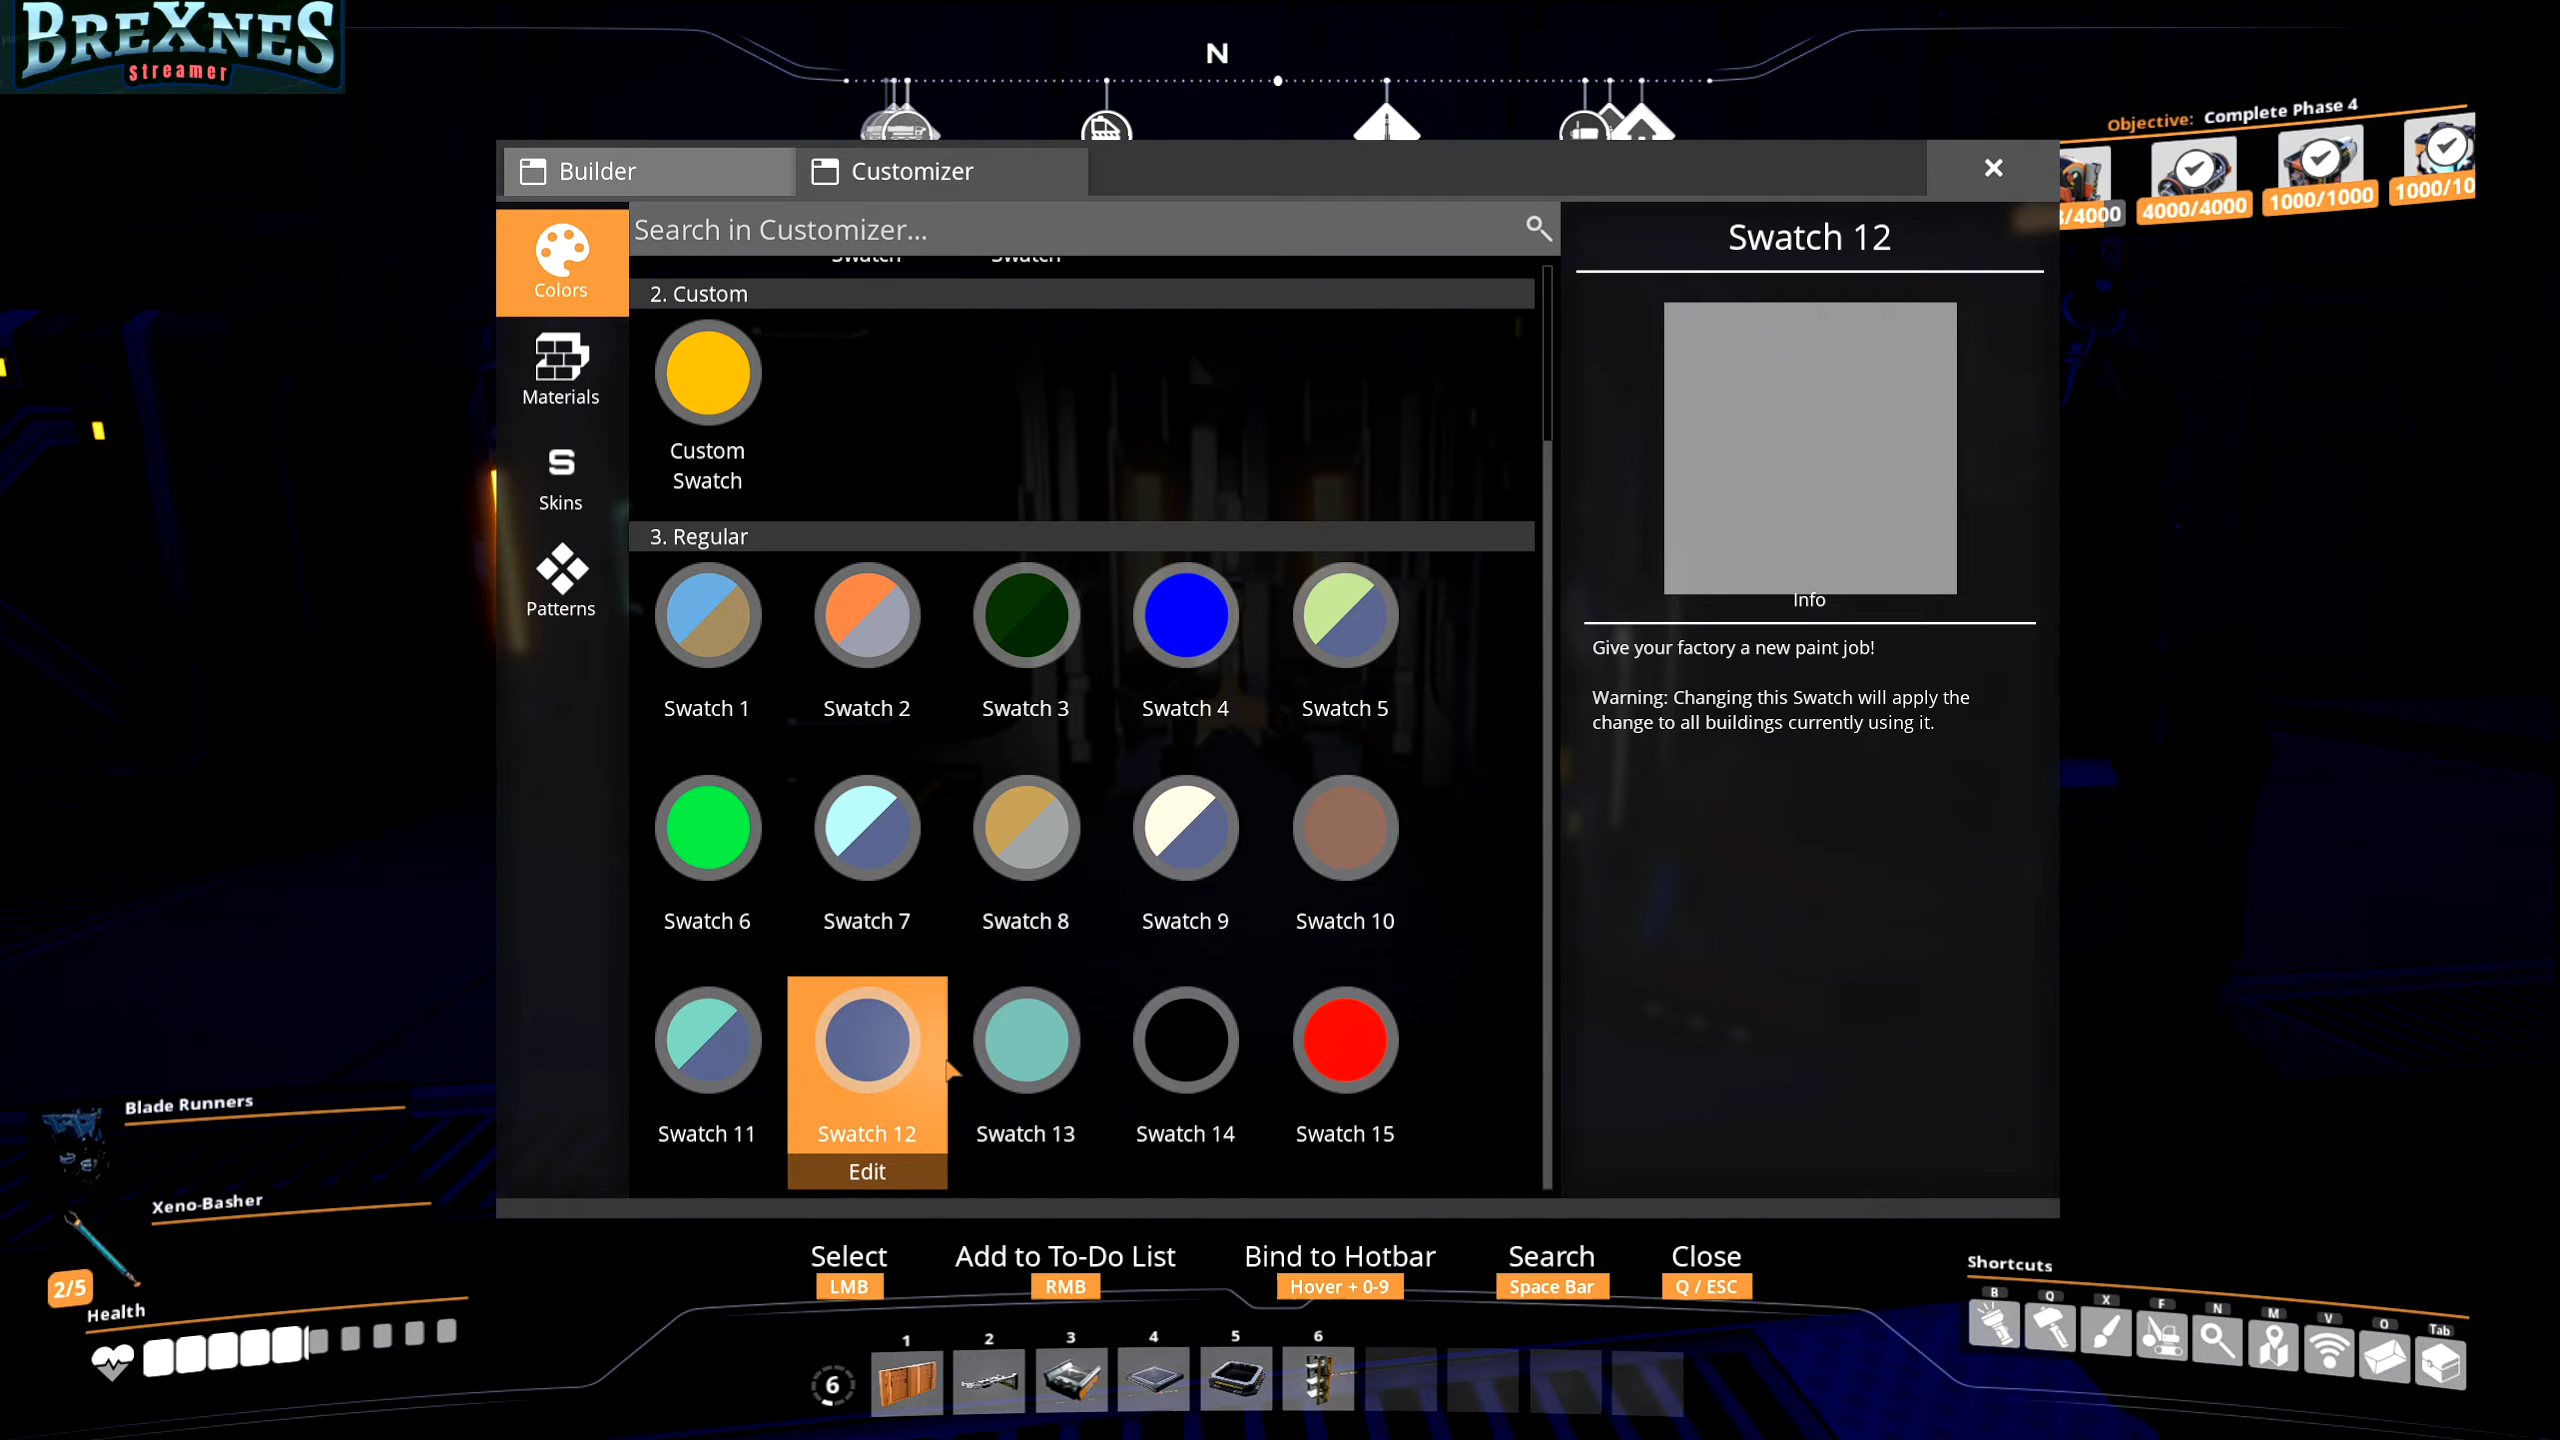 BREXNES
streamer
N
Objective: Complete Phase 4
/4000
4000/4000
1000/1000
1000/10
Builder
Customizer
×
Search in Customizer...
Colors
Materials
S
Skins
Patterns
Swatch
Swatch
2. Custom
Custom
Swatch
3. Regular
Swatch 1
Swatch 2
Swatch 3
Swatch 4
Swatch 5
Swatch 6
Swatch 7
Swatch 8
Swatch 9
Swatch 10
Swatch 11
Swatch 12
Swatch 13
Swatch 14
Swatch 15
Edit
Swatch 12
Info
Give your factory a new paint job!
Warning: Changing this Swatch will apply the
change to all buildings currently using it.
Blade Runners
Xeno-Basher
2/5
Health
Select
LMB
Add to To-Do List
RMB
Bind to Hotbar
Hover + 0-9
Search
Space Bar
Close
Q / ESC
6
1
2
3
4
5
6
Shortcuts
B
Q
X
F
N
M
V
O
Tab